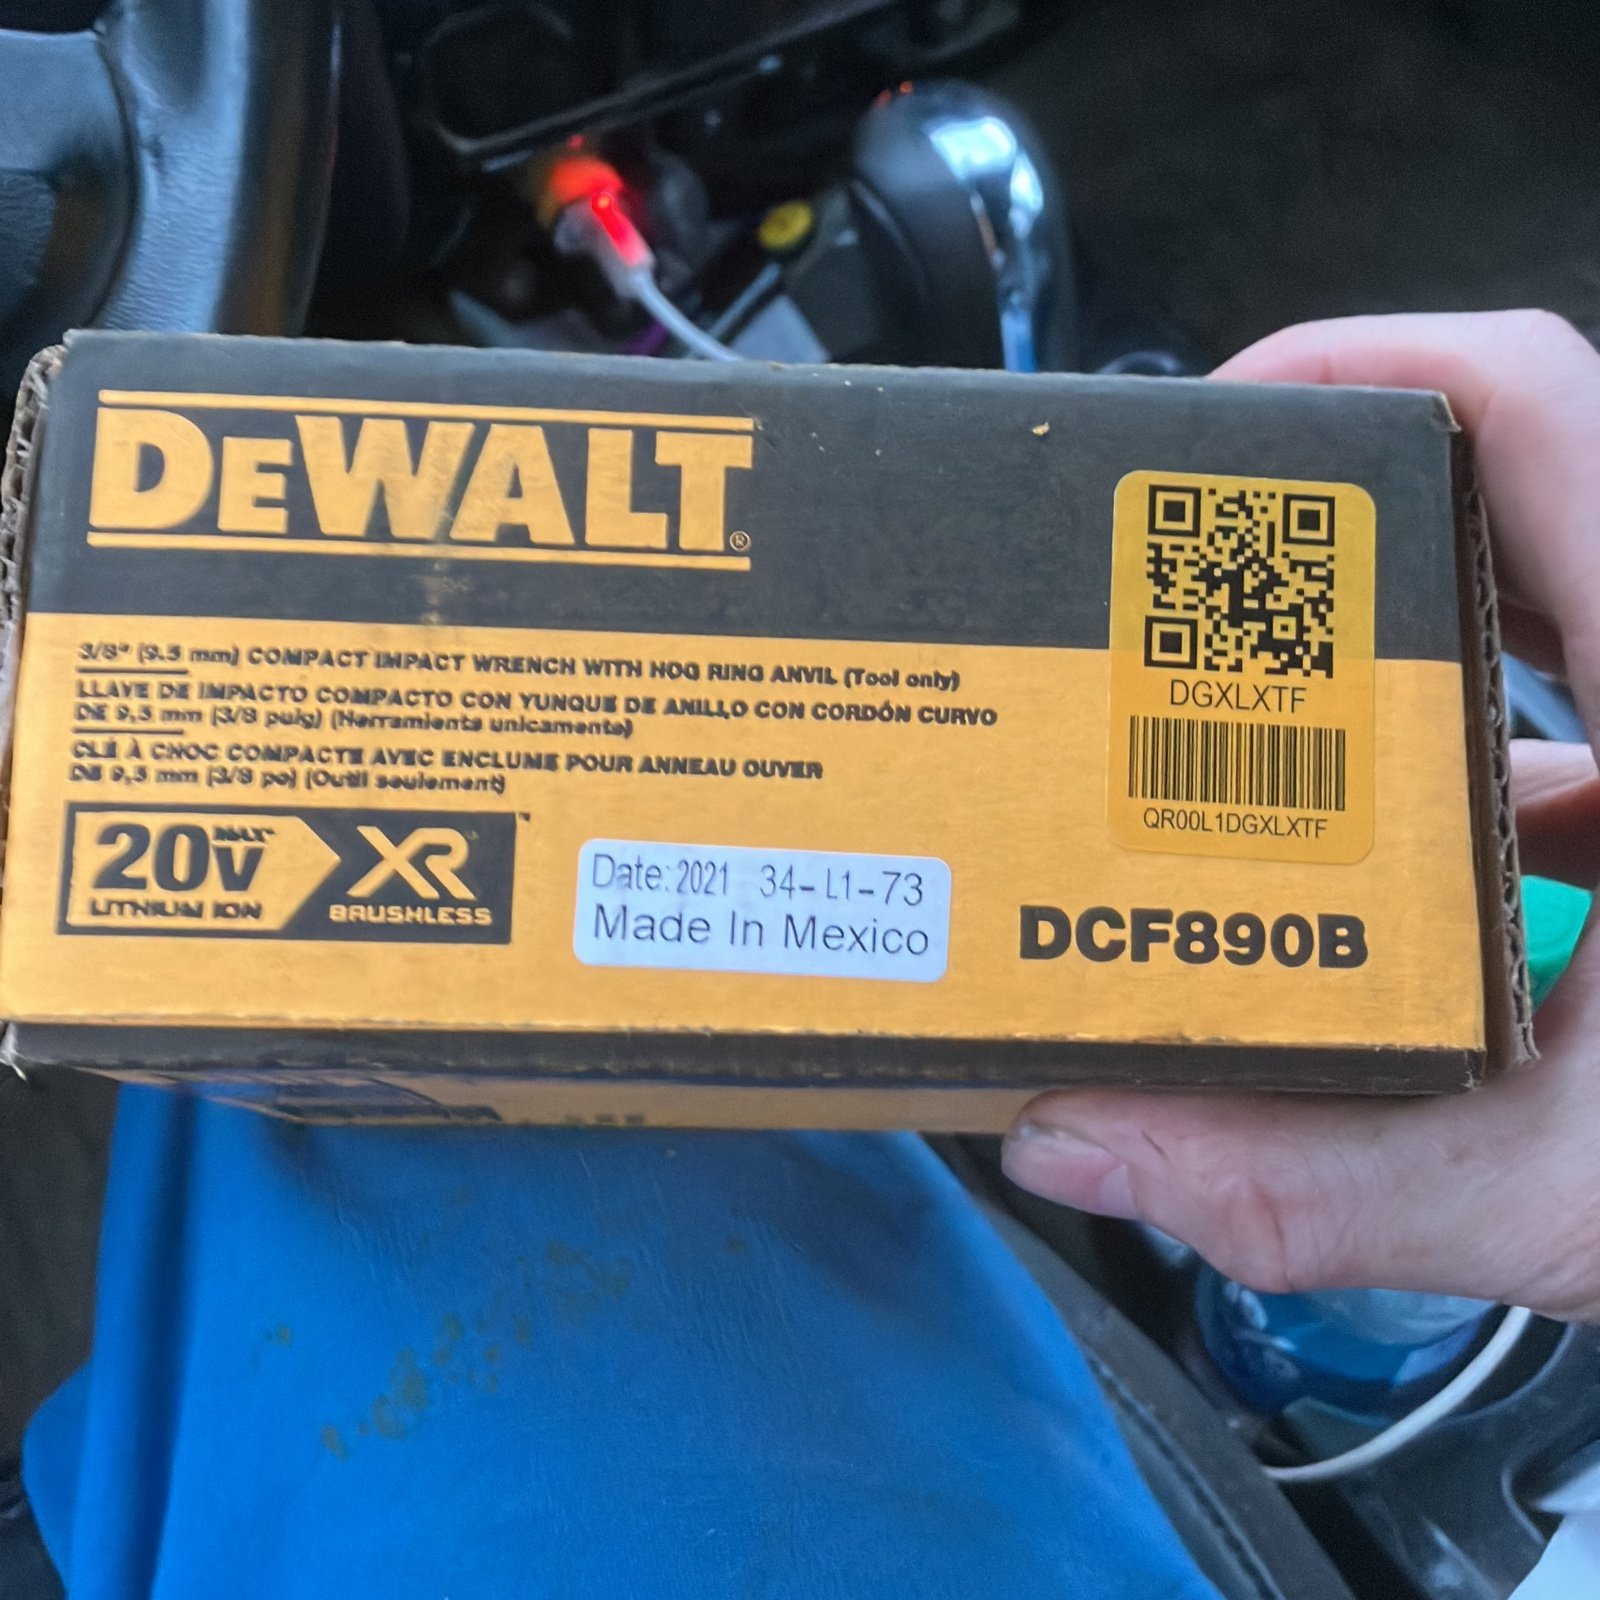 DEWALT®
3/8" (9.5 mm) COMPACT IMPACT WRENCH WITH HOG RING ANVIL (Tool only)
LLAVE DE IMPACTO COMPACTO CON YUNQUE DE ANILLO CON CORDÓN CURVO
DE 9,5 mm (3/8 pulg) (Herramienta unicamente)
CLÉ À CHOC COMPACTE AVEC ENCLUME POUR ANNEAU OUVER
DE 9,5 mm (3/8 po) (Outil seulement)
20V MAX* XR™
LITHIUM ION BRUSHLESS
Date: 2021 34-L1-73
Made In Mexico
DGXLXTF
QR00L1DGXLXTF
DCF890B